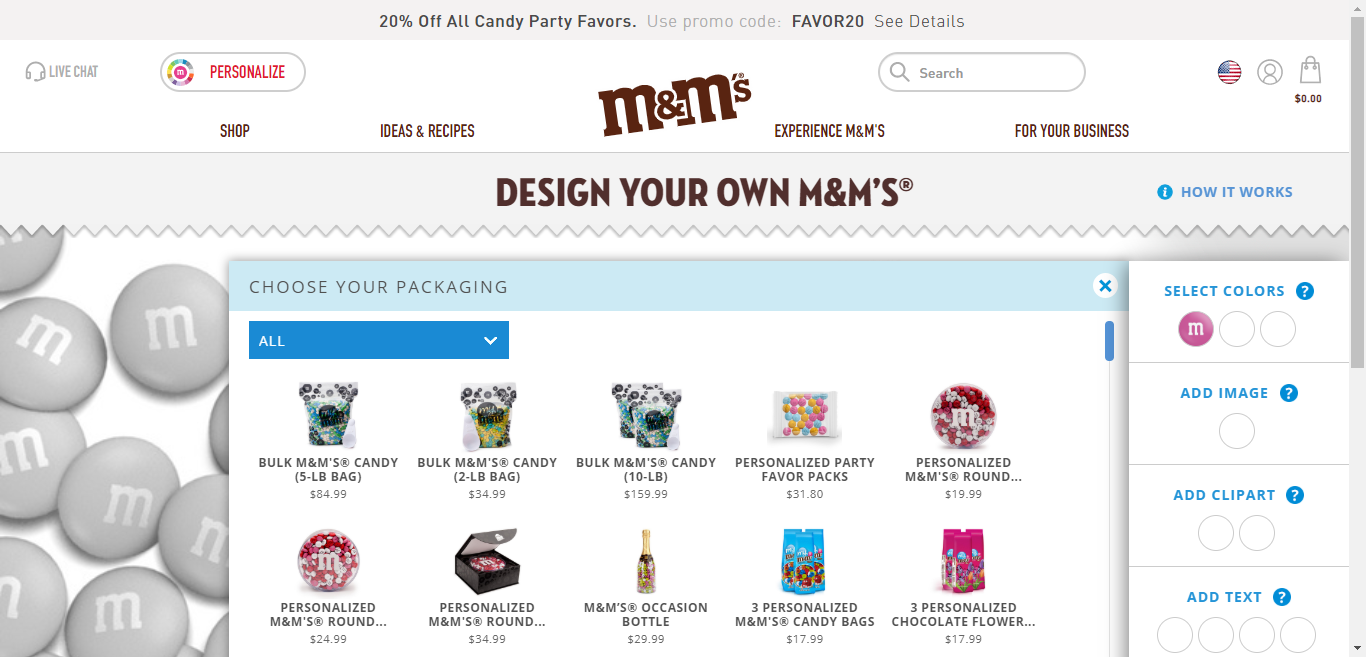 20% Off All Candy Party Favors. Use promo code: FAVOR20 See Details
LIVE CHAT
PERSONALIZE
m&m's®
Search
$0.00
SHOP
IDEAS & RECIPES
EXPERIENCE M&M'S
FOR YOUR BUSINESS
DESIGN YOUR OWN M&M'S®
HOW IT WORKS
CHOOSE YOUR PACKAGING
ALL
BULK M&M'S® CANDY
(5-LB BAG)
$84.99
BULK M&M'S® CANDY
(2-LB BAG)
$34.99
BULK M&M'S® CANDY
(10-LB)
$159.99
PERSONALIZED PARTY
FAVOR PACKS
$31.80
PERSONALIZED
M&M'S® ROUND...
$19.99
PERSONALIZED
M&M'S® ROUND...
$24.99
PERSONALIZED
M&M'S® ROUND...
$34.99
M&M'S® OCCASION
BOTTLE
$29.99
3 PERSONALIZED
M&M'S® CANDY BAGS
$17.99
3 PERSONALIZED
CHOCOLATE FLOWER...
$17.99
SELECT COLORS ?
m
ADD IMAGE ?
ADD CLIPART ?
ADD TEXT ?